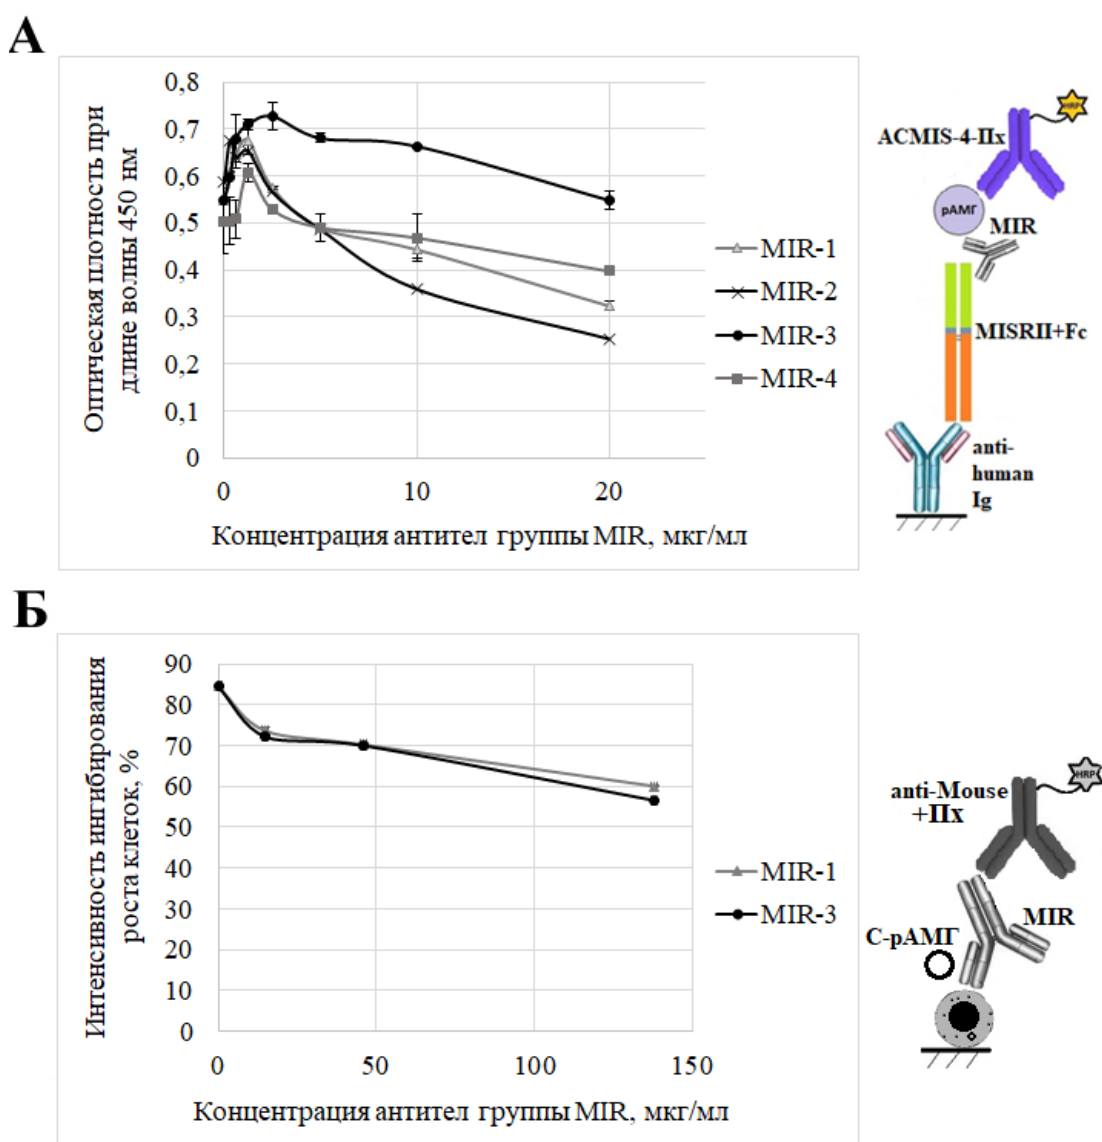 А
Оптическая плотность при
длине волны 450 нм
0,8
0,7
0,6
0,5
0,4
0,3
0,2
0,1
0
0
10
20
Концентрация антител группы MIR, мкг/мл
MIR-1
MIR-2
MIR-3
MIR-4
HRP
ACMIS-4-Пх
рАМГ
MIR
MISRII+Fc
anti-
human
Ig
Б
Интенсивность ингибирования
роста клеток, %
90
80
70
60
50
40
30
20
10
0
0
50
100
150
Концентрация антител группы MIR, мкг/мл
MIR-1
MIR-3
HRP
anti-Mouse
+Пх
MIR
С-рАМГ